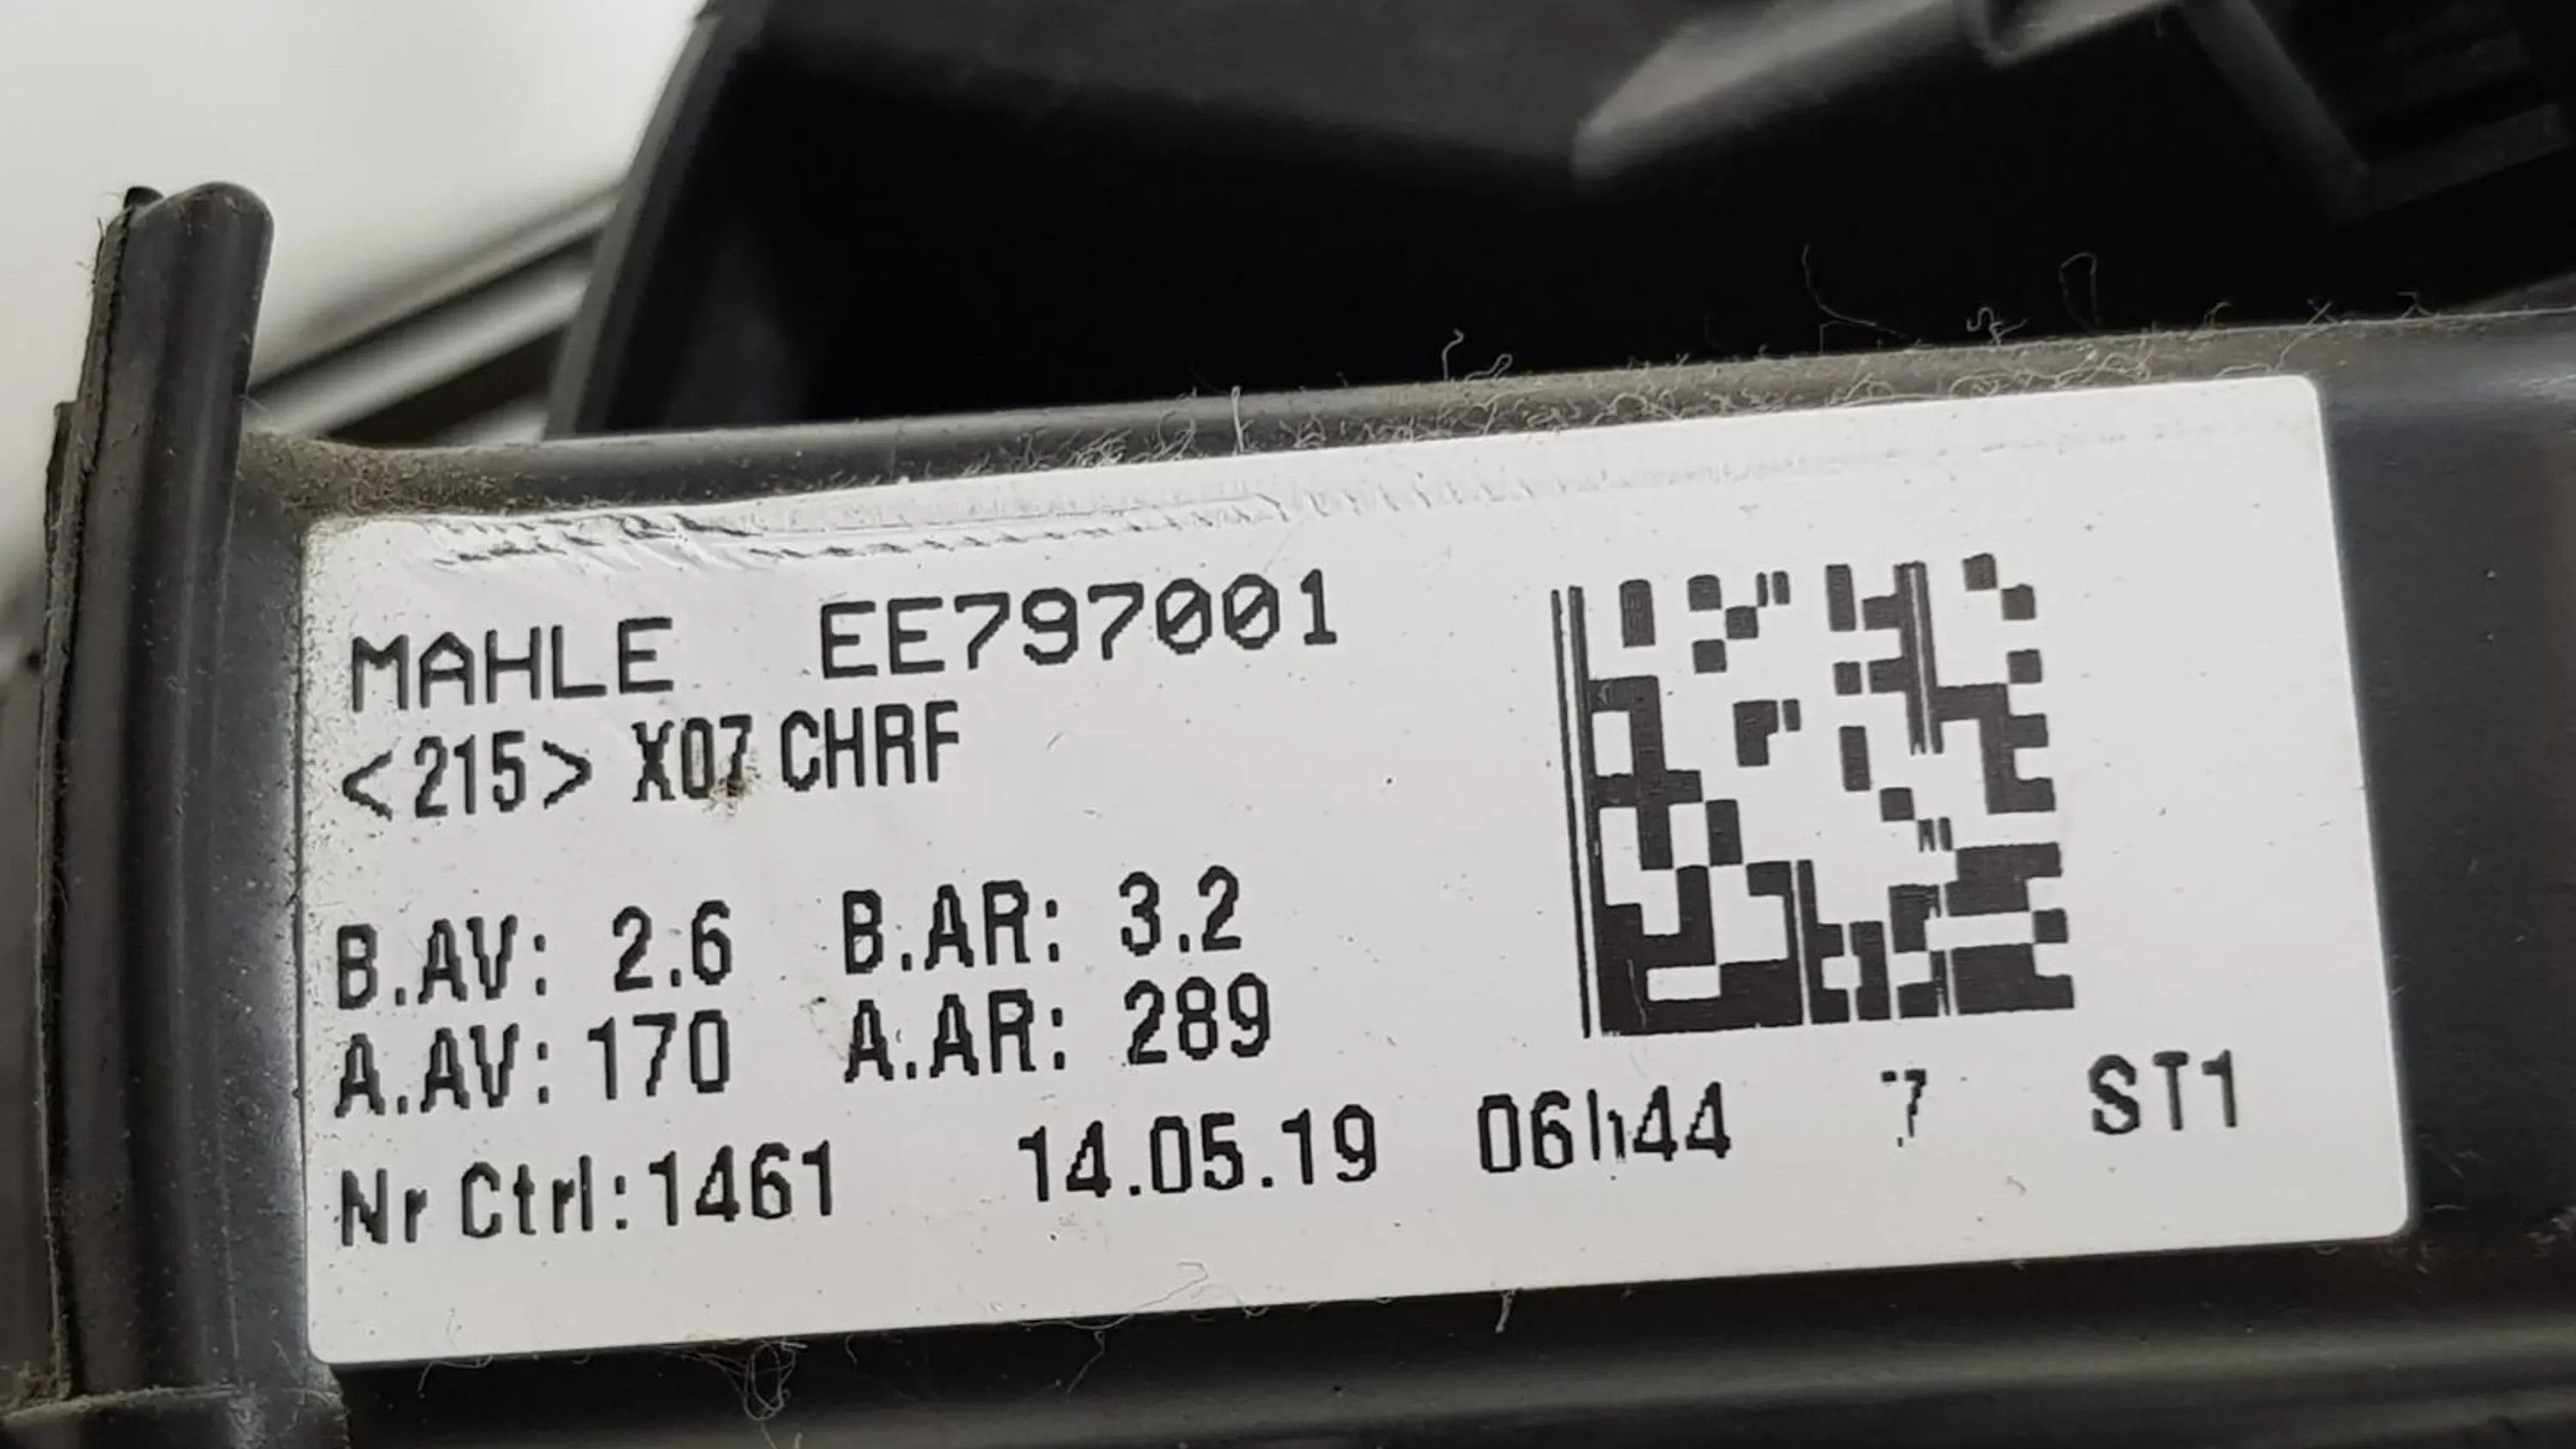 MAHLE EE797001
<215> X07 CHRF
B.AV: 2.6 B.AR: 3.2
A.AV: 170 A.AR: 289
Nr Ctrl:1461 14.05.19 06h44 7 ST1